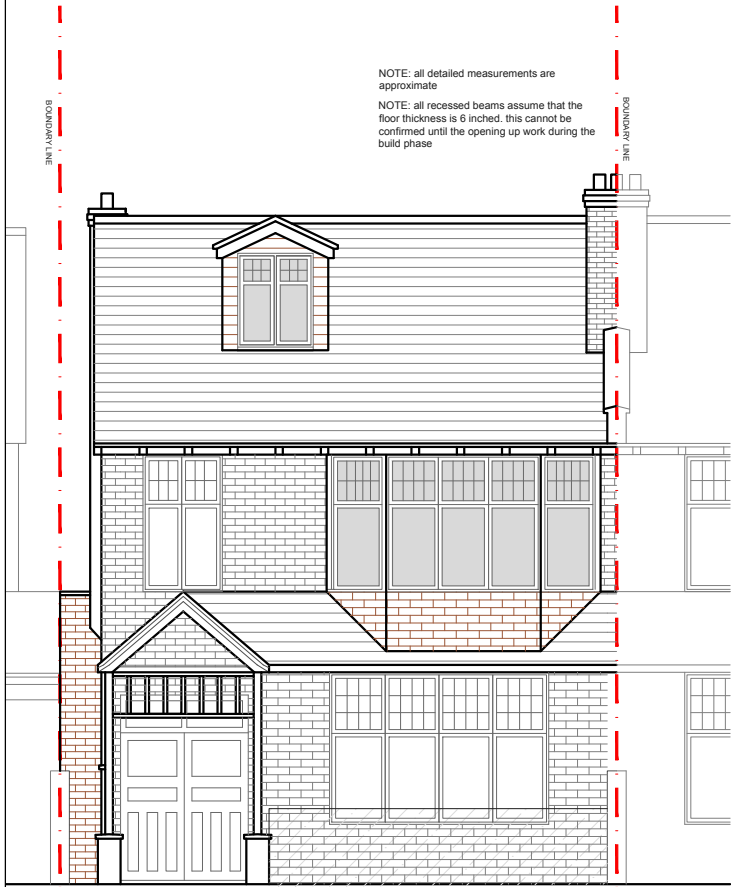 NOTE: all detailed measurements are
approximate
NOTE: all recessed beams assume that the
floor thickness is 6 inched. this cannot be
confirmed until the opening up work during the
build phase
BOUNDARY LINE
BOUNDARY LINE